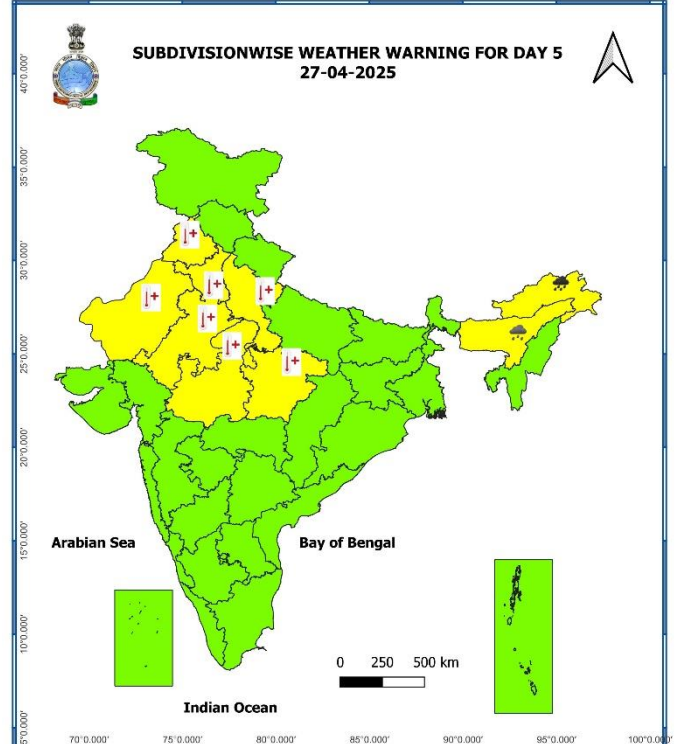 SUBDIVISIONWISE WEATHER WARNING FOR DAY 5
27-04-2025
40°0.000'
35°0.000'
30°0.000'
25°0.000'
20°0.000'
15°0.000'
10°0.000'
5°0.000'
Arabian Sea
Bay of Bengal
0 250 500 km
Indian Ocean
70°0.000' 75°0.000' 80°0.000' 85°0.000' 90°0.000' 95°0.000' 100°0.000'